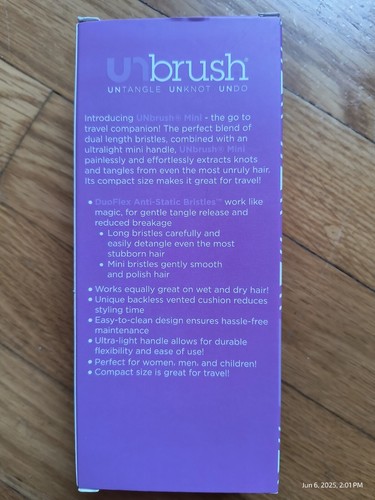 unbrush®
UNTANGLE UNKNOT UNDO
Introducing UNbrush® Mini - the go to
travel companion! The perfect blend of
dual length bristles, combined with an
ultralight mini handle, UNbrush® Mini
painlessly and effortlessly extracts knots
and tangles from even the most unruly hair.
Its compact size makes it great for travel!
• DuoFlex Anti-Static Bristles™ work like
magic, for gentle tangle release and
reduced breakage
• Long bristles carefully and
easily detangle even the most
stubborn hair
• Mini bristles gently smooth
and polish hair
• Works equally great on wet and dry hair!
• Unique backless vented cushion reduces
styling time
• Easy-to-clean design ensures hassle-free
maintenance
• Ultra-light handle allows for durable
flexibility and ease of use!
• Perfect for women, men, and children!
• Compact size is great for travel!
Jun 6, 2025, 2:01 PM